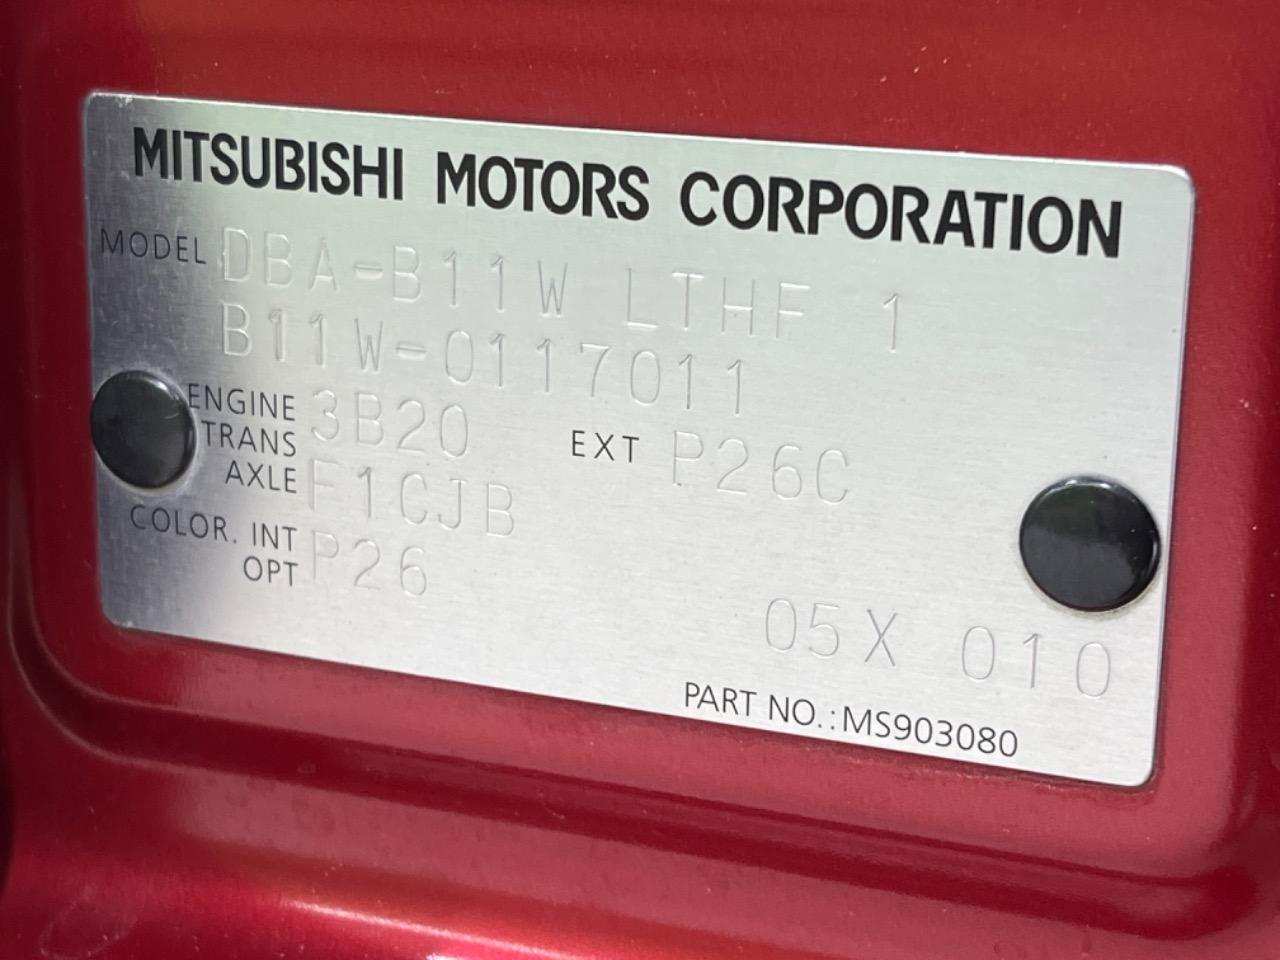 MITSUBISHI MOTORS CORPORATION
MODEL DBA-B11W LTHF 1
B11W-0117011
ENGINE 3B20
EXT P26C
TRANS
AXLE F1CJB
COLOR. INT P26
OPT
05X 010
PART NO.:MS903080